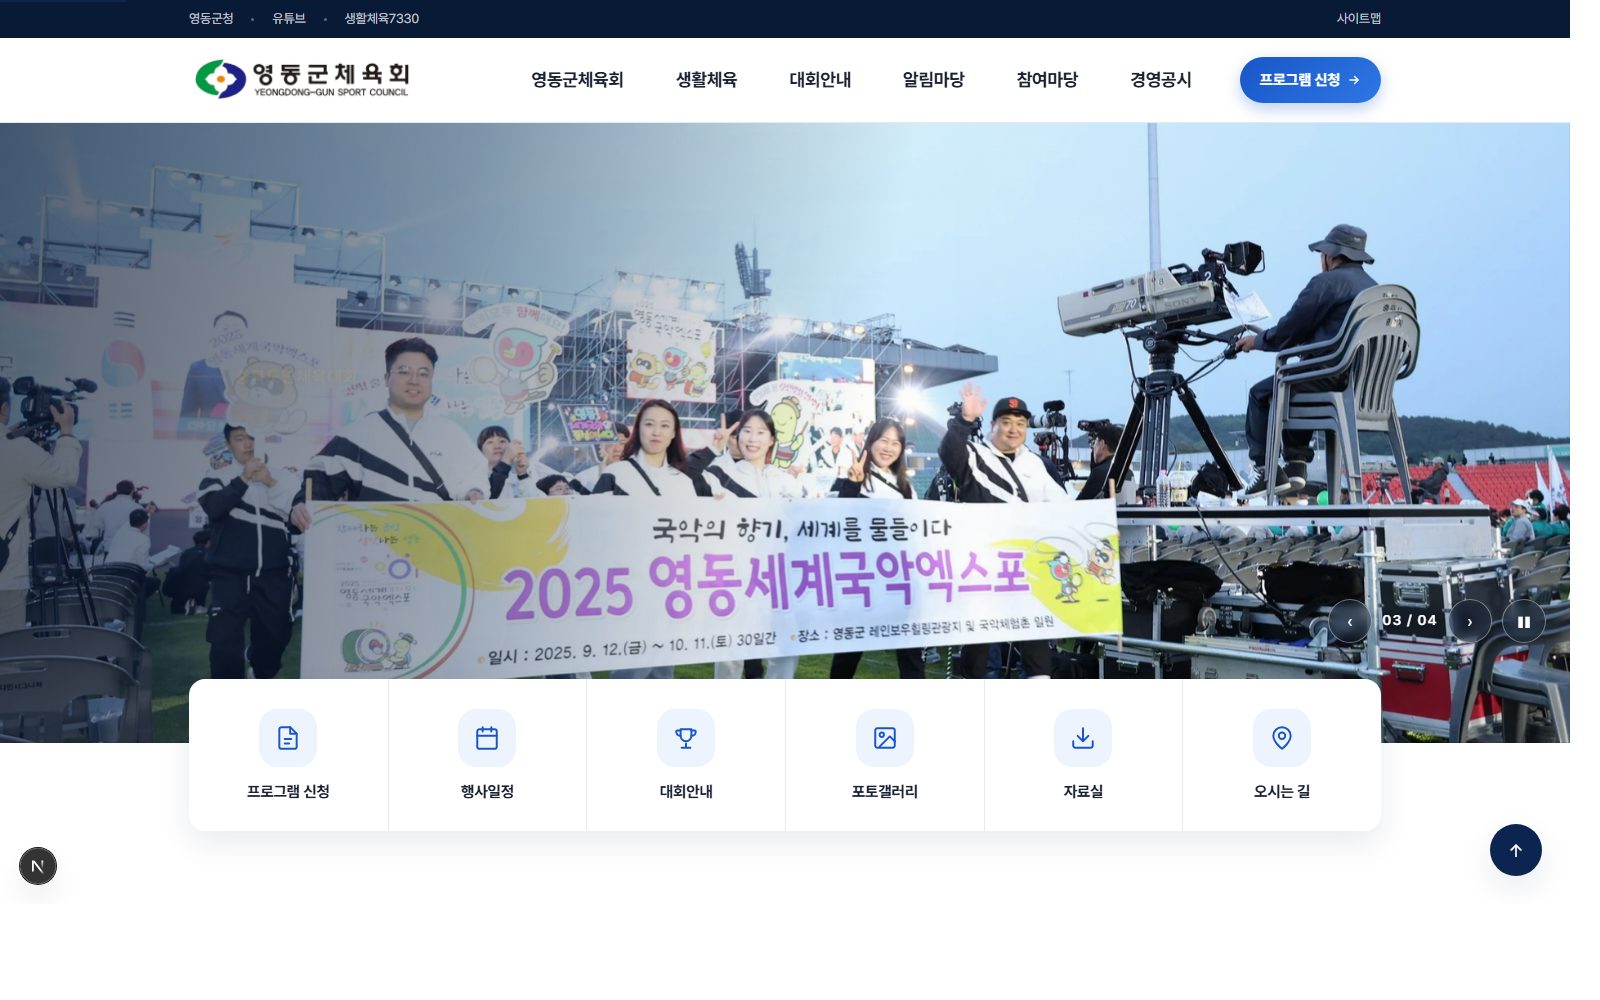 영동군청 • 유튜브 • 생활체육7330
사이트맵
영동군체육회
YEONGDONG-GUN SPORT COUNCIL
영동군체육회 생활체육 대회안내 알림마당 참여마당 경영공시
프로그램 신청 →
2025
SONY
국악의 향기, 세계를 물들이다
2025 영동세계국악엑스포
일시 : 2025. 9. 12.(금) ~ 10. 11.(토) 30일간 장소 : 영동군 레인보우힐링관광지 및 국악체험촌 일원
‹ 03 / 04 ›
프로그램 신청
행사일정
대회안내
포토갤러리
자료실
오시는 길
N